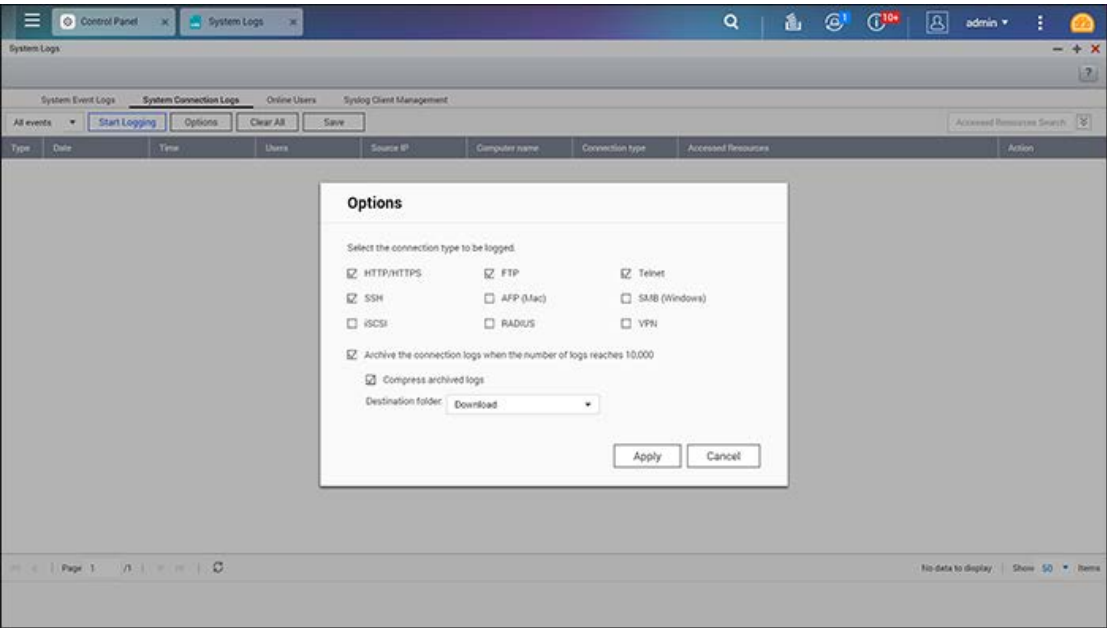 Control Panel × System Logs × 1 10+ admin
System Logs − + ×
?
System Event Logs System Connection Logs Online Users Syslog Client Management
All events Start Logging Options Clear All Save Accessed Resources Search
Type Date Time Users Source IP Computer name Connection type Accessed Resources Action
Options
Select the connection type to be logged.
HTTP/HTTPS FTP Telnet
SSH AFP (Mac) SMB (Windows)
iSCSI RADIUS VPN
Archive the connection logs when the number of logs reaches 10,000
Compress archived logs
Destination folder: Download
Apply Cancel
Page 1 /1 No data to display Show 50 Items